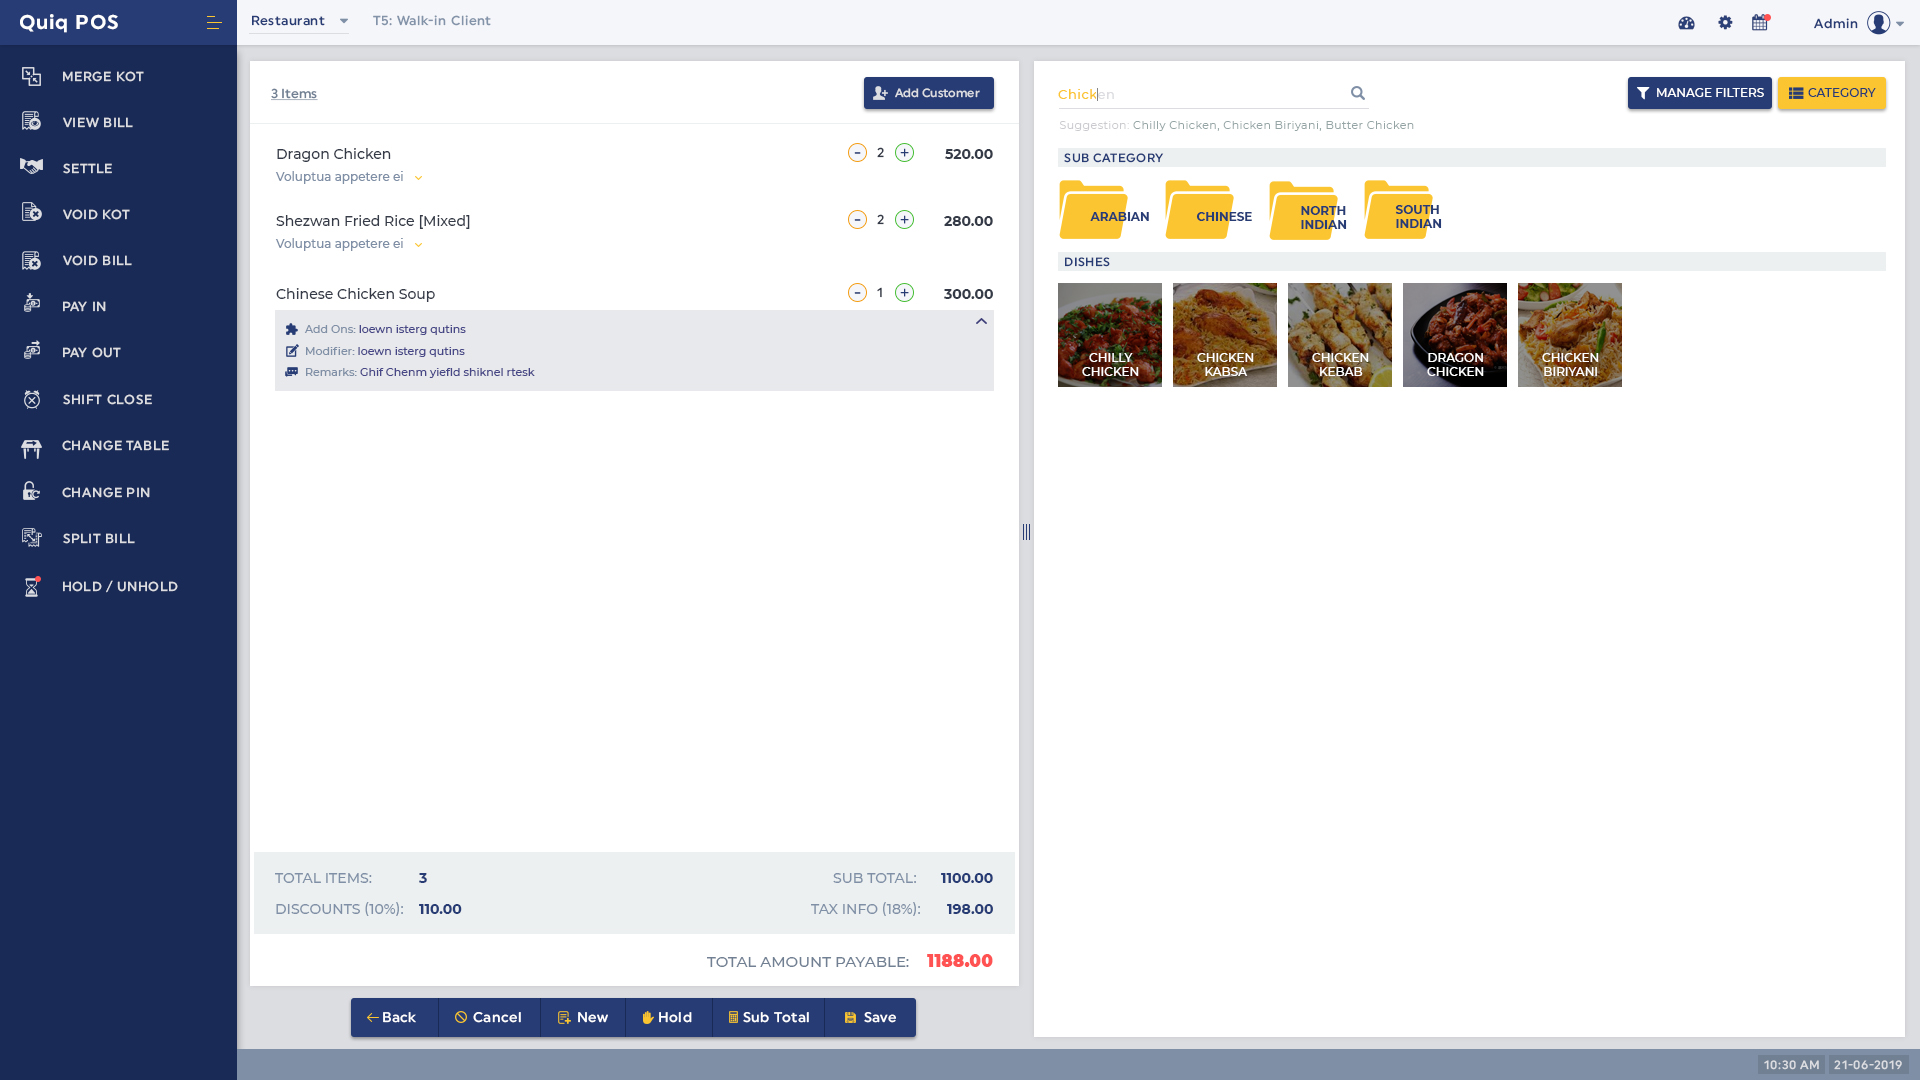 Quiq POS
Restaurant
T5: Walk-in Client
Admin
MERGE KOT
VIEW BILL
SETTLE
VOID KOT
VOID BILL
PAY IN
PAY OUT
SHIFT CLOSE
CHANGE TABLE
CHANGE PIN
SPLIT BILL
HOLD / UNHOLD
3 Items
Add Customer
Dragon Chicken - 2 + 520.00
Voluptua appetere ei
Shezwan Fried Rice [Mixed] - 2 + 280.00
Voluptua appetere ei
Chinese Chicken Soup - 1 + 300.00
Add Ons: loewn isterg qutins
Modifier: loewn isterg qutins
Remarks: Ghif Chenm yiefld shiknel rtesk
TOTAL ITEMS: 3 SUB TOTAL: 1100.00
DISCOUNTS (10%): 110.00 TAX INFO (18%): 198.00
TOTAL AMOUNT PAYABLE: 1188.00
Back Cancel New Hold Sub Total Save
Chicken
MANAGE FILTERS
CATEGORY
Suggestion: Chilly Chicken, Chicken Biriyani, Butter Chicken
SUB CATEGORY
ARABIAN
CHINESE
NORTH
INDIAN
SOUTH
INDIAN
DISHES
CHILLY
CHICKEN
CHICKEN
KABSA
CHICKEN
KEBAB
DRAGON
CHICKEN
CHICKEN
BIRIYANI
10:30 AM 21-06-2019